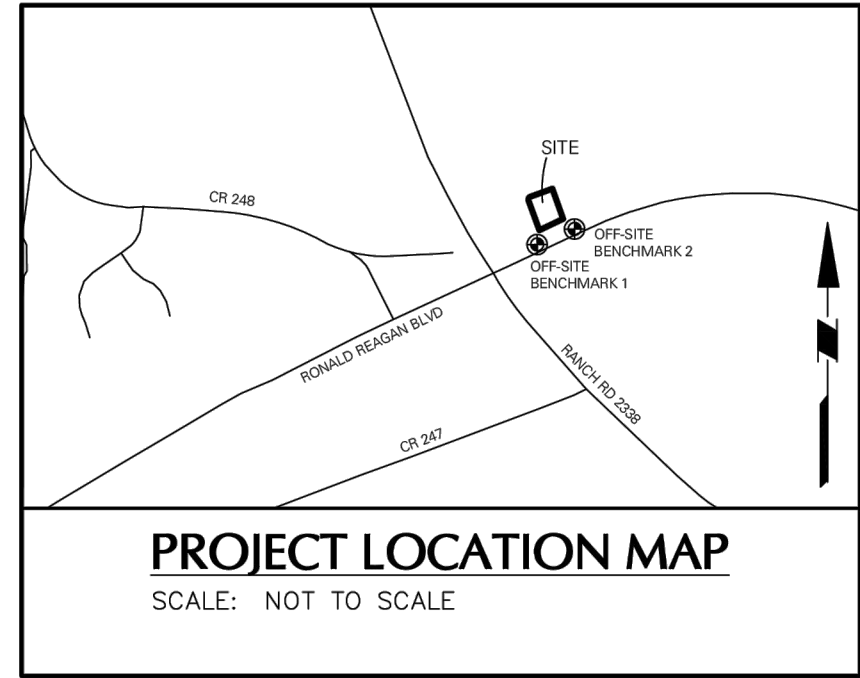 SITE
CR 248
OFF-SITE
BENCHMARK 2
OFF-SITE
BENCHMARK 1
RONALD REAGAN BLVD
RANCH RD 2338
CR 247
N
PROJECT LOCATION MAP
SCALE: NOT TO SCALE